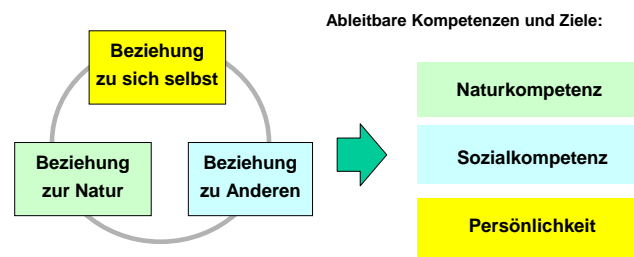 Ableitbare Kompetenzen und Ziele:
Beziehung
zu sich selbst
Beziehung
zur Natur
Beziehung
zu Anderen
Naturkompetenz
Sozialkompetenz
Persönlichkeit